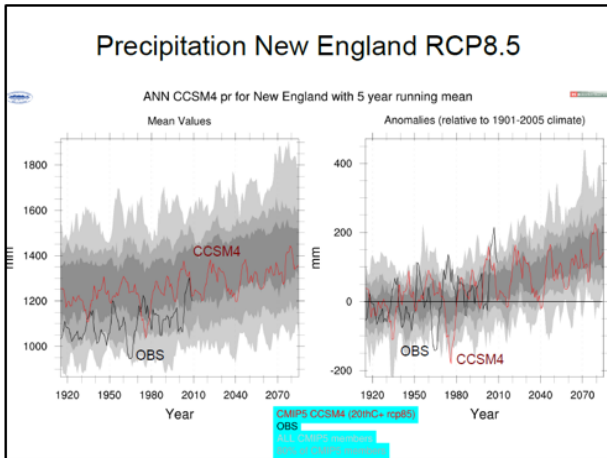 Precipitation New England RCP8.5
ANN CCSM4 pr for New England with 5 year running mean
Mean Values
Anomalies (relative to 1901-2005 climate)
1800
1600
1400
1200
1000
mm
CCSM4
OBS
1920 1950 1980 2010 2040 2070
Year
400
200
0
-200
mm
OBS
CCSM4
1920 1950 1980 2010 2040 2070
Year
CMIP5 CCSM4 (20thC+ rcp85)
OBS
ALL CMIP5 members